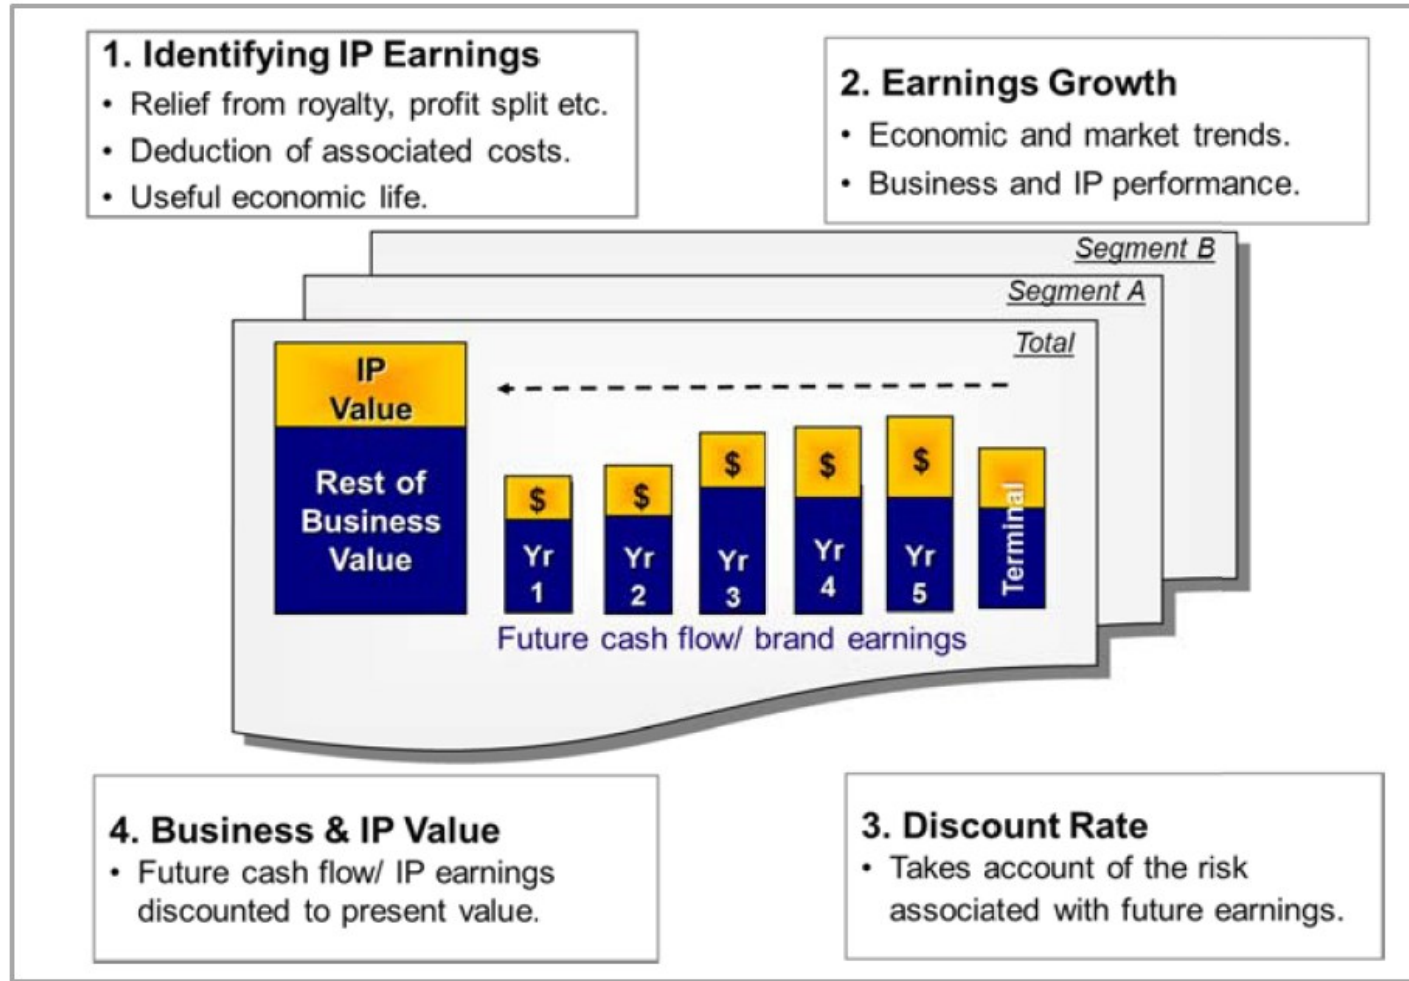 1. Identifying IP Earnings
• Relief from royalty, profit split etc.
• Deduction of associated costs.
• Useful economic life.
2. Earnings Growth
• Economic and market trends.
• Business and IP performance.
Segment B
Segment A
Total
IP
Value
Rest of
Business
Value
$
Yr
1
$
Yr
2
$
Yr
3
$
Yr
4
$
Yr
5
Terminal
Future cash flow/ brand earnings
4. Business & IP Value
• Future cash flow/ IP earnings
discounted to present value.
3. Discount Rate
• Takes account of the risk
associated with future earnings.